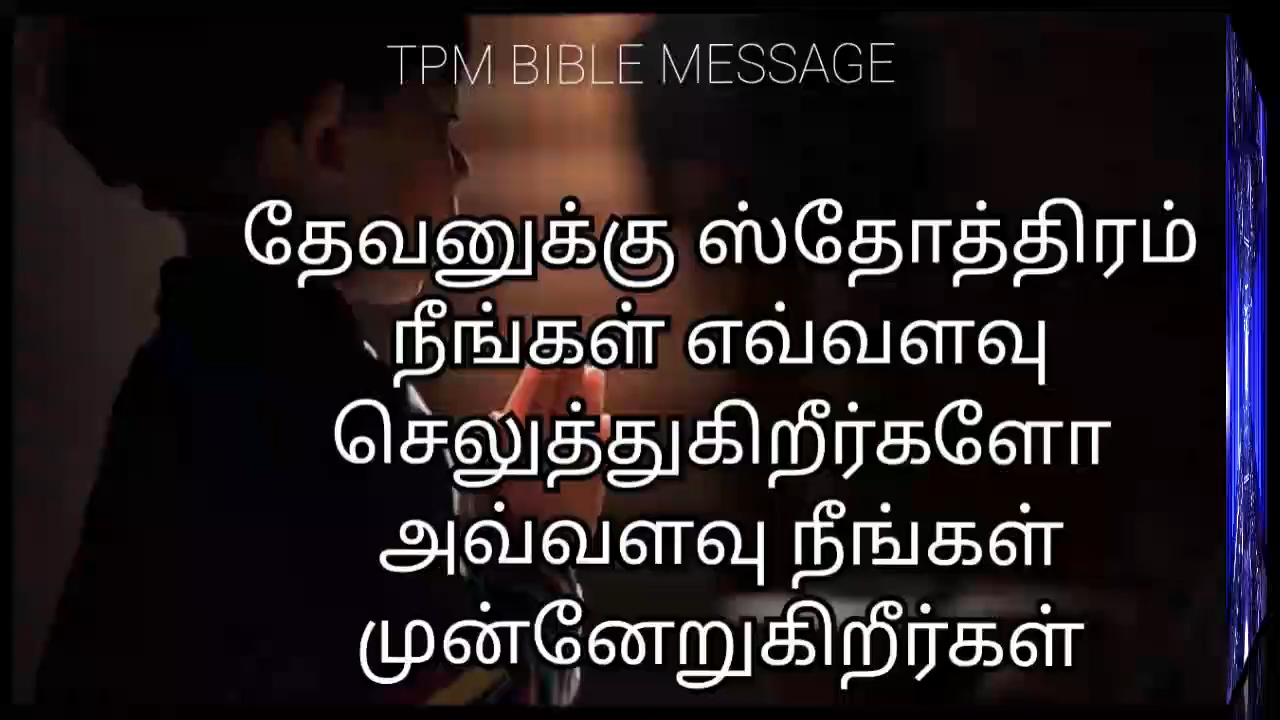 TPM BIBLE MESSAGE
தேவனுக்கு ஸ்தோத்திரம்
நீங்கள் எவ்வளவு
செலுத்துகிறீர்களோ
அவ்வளவு நீங்கள்
முன்னேறுகிறீர்கள்